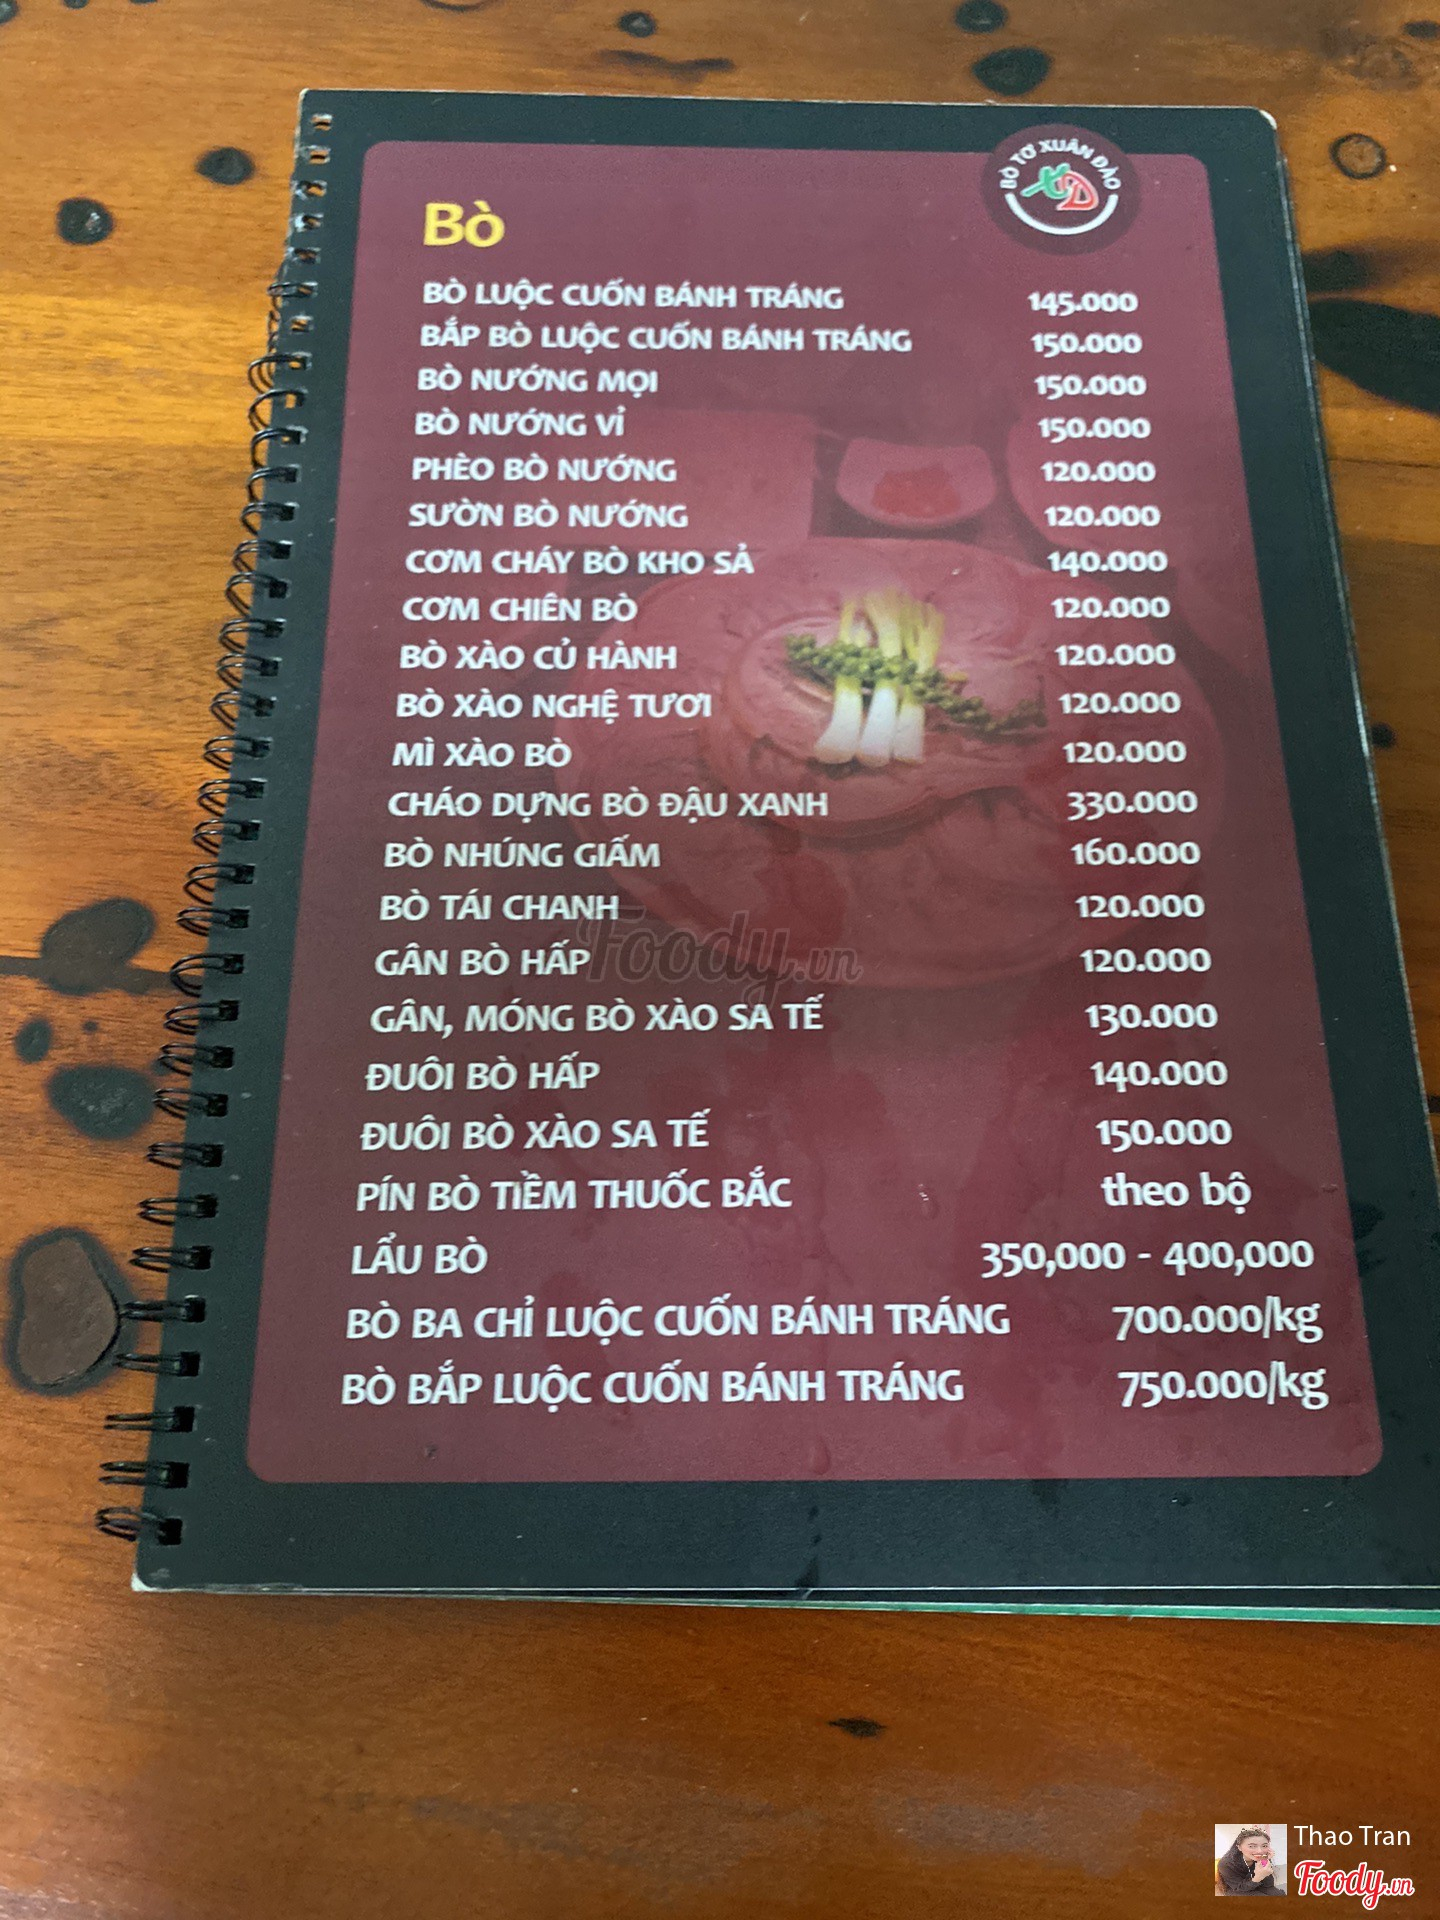 BÒ TƠ XUÂN ĐÀO
XD
Bò
BÒ LUỘC CUỐN BÁNH TRÁNG 145.000
BẮP BÒ LUỘC CUỐN BÁNH TRÁNG 150.000
BÒ NƯỚNG MỌI 150.000
BÒ NƯỚNG VỈ 150.000
PHÈO BÒ NƯỚNG 120.000
SƯỜN BÒ NƯỚNG 120.000
CƠM CHÁY BÒ KHO SẢ 140.000
CƠM CHIÊN BÒ 120.000
BÒ XÀO CỦ HÀNH 120.000
BÒ XÀO NGHỆ TƯƠI 120.000
MÌ XÀO BÒ 120.000
CHÁO DỰNG BÒ ĐẬU XANH 330.000
BÒ NHÚNG GIẤM 160.000
BÒ TÁI CHANH 120.000
GÂN BÒ HẤP 120.000
GÂN, MÓNG BÒ XÀO SA TẾ 130.000
ĐUÔI BÒ HẤP 140.000
ĐUÔI BÒ XÀO SA TẾ 150.000
PÍN BÒ TIỀM THUỐC BẮC theo bộ
LẨU BÒ 350,000 - 400,000
BÒ BA CHỈ LUỘC CUỐN BÁNH TRÁNG 700.000/kg
BÒ BẮP LUỘC CUỐN BÁNH TRÁNG 750.000/kg
Foody.vn
Thao Tran
Foody.vn